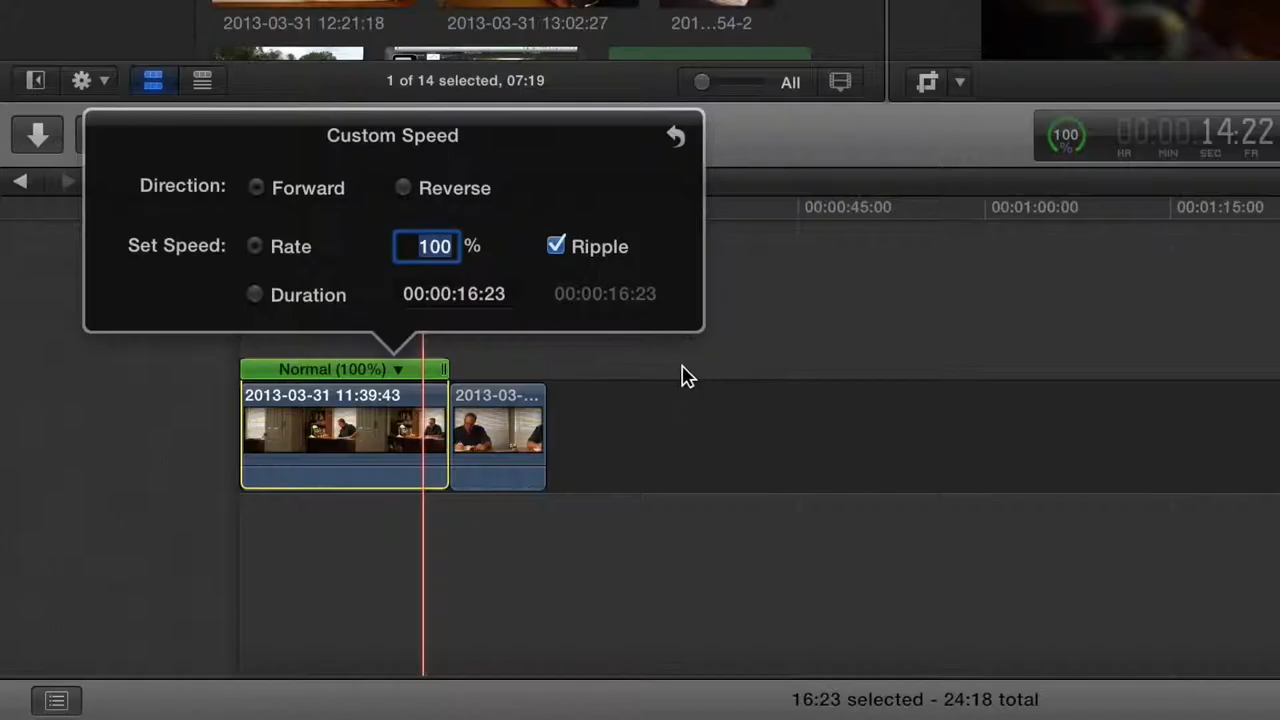 2013-03-31 12:21:18
2013-03-31 13:02:27
201...54-2
1 of 14 selected, 07:19
All
Custom Speed
Direction:
Forward
Reverse
Set Speed:
Rate
100 %
Ripple
Duration
00:00:16:23
00:00:16:23
100
%
00:00:14:22
HR MIN SEC FR
00:00:45:00
00:01:00:00
00:01:15:00
Normal (100%)
2013-03-31 11:39:43
2013-03-...
16:23 selected - 24:18 total